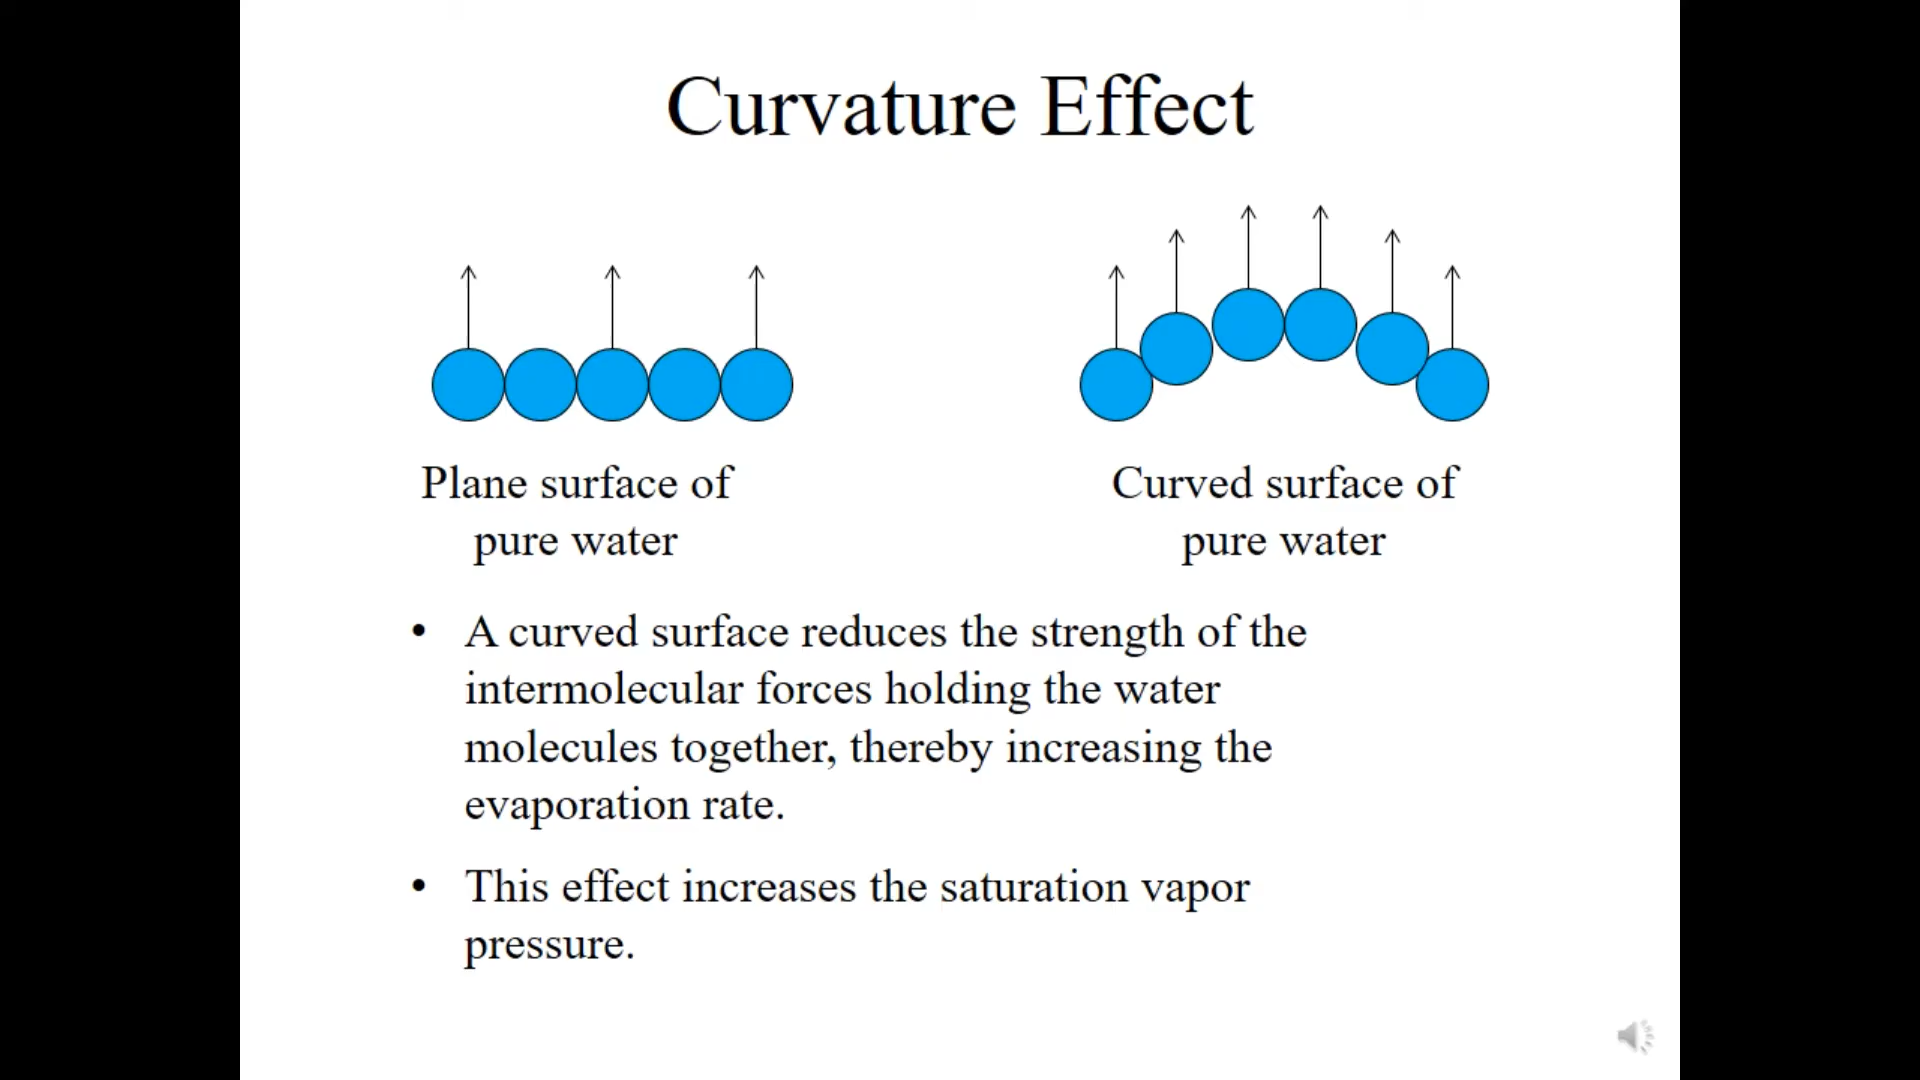 Curvature Effect
Plane surface of
pure water
Curved surface of
pure water
• A curved surface reduces the strength of the
intermolecular forces holding the water
molecules together, thereby increasing the
evaporation rate.
• This effect increases the saturation vapor
pressure.